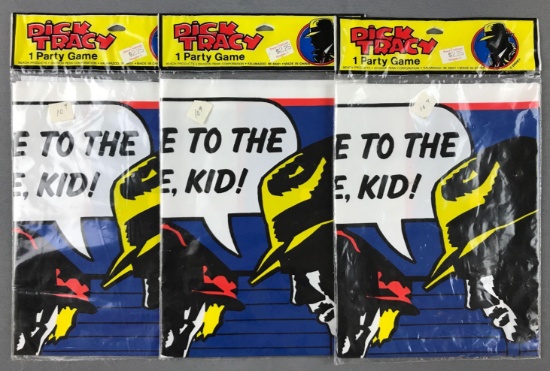 DICK
TRACY
1 Party Game
E TO THE
E, KID!
DICK
TRACY
1 Party Game
E TO THE
E, KID!
DICK
TRACY
1 Party Game
E TO THE
E, KID!